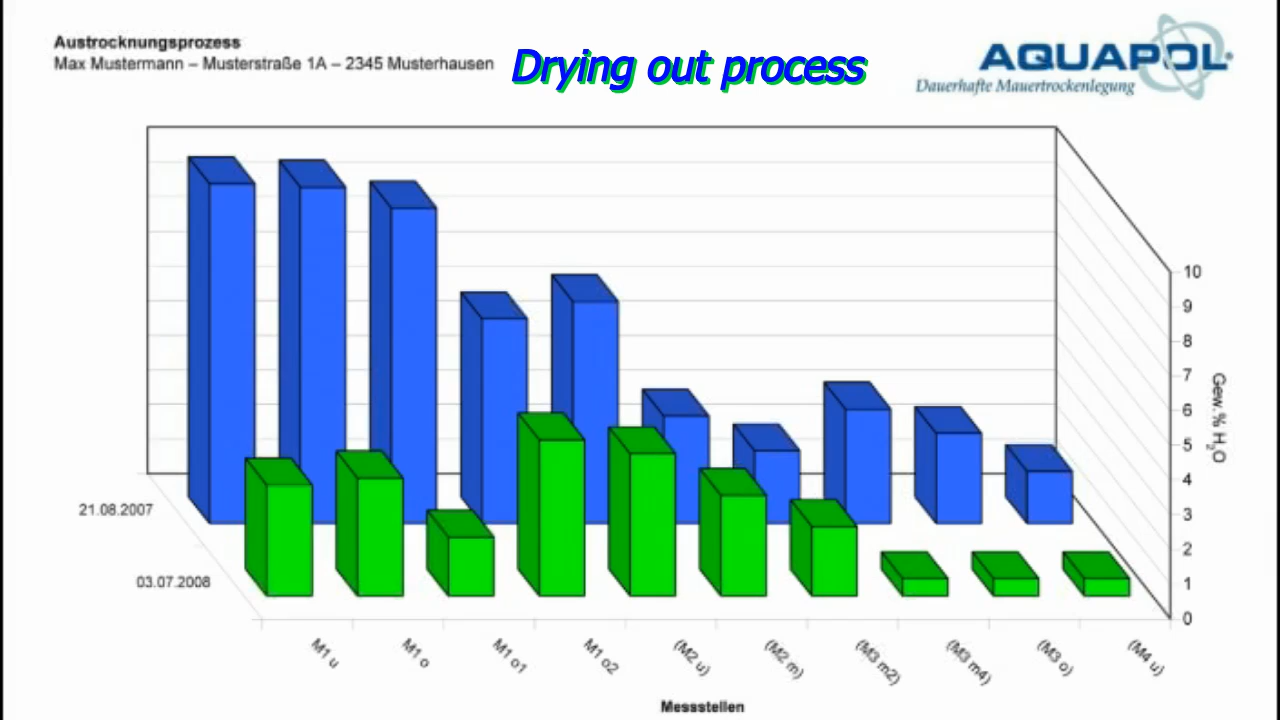 Austrocknungsprozess
Max Mustermann – Musterstraße 1A – 2345 Musterhausen
Drying out process
AQUAPOL®
Dauerhafte Mauertrockenlegung
10
9
8
7
6
5
4
3
2
1
0
Gew.% H₂O
21.08.2007
03.07.2008
M1 u
M1 o
M1 o1
M1 o2
(M2 u)
(M2 m)
(M3 m2)
(M3 m4)
(M3 o)
(M4 u)
Messstellen